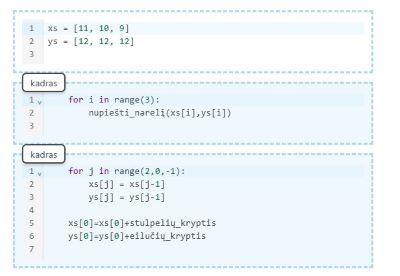 1 xs = [11, 10, 9]
2 ys = [12, 12, 12]
3
kadras
1 for i in range(3):
2 nupiešti_narelį(xs[i],ys[i])
3
kadras
1 for j in range(2,0,-1):
2 xs[j] = xs[j-1]
3 ys[j] = ys[j-1]
4
5 xs[0]=xs[0]+stulpelių_kryptis
6 ys[0]=ys[0]+eilučių_kryptis
7